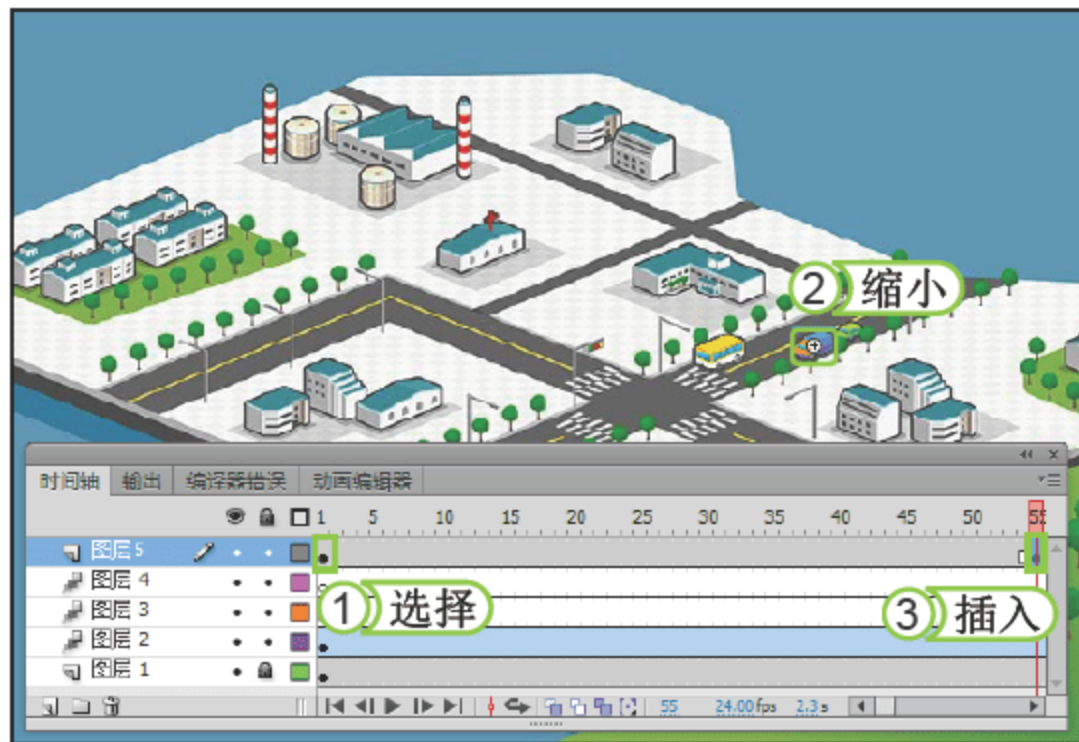 ② 缩小
时间轴 输出 编译器错误 动画编辑器
1 5 10 15 20 25 30 35 40 45 50 55
图层 5
图层 4
① 选择
图层 3
③ 插入
图层 2
图层 1
55 24.00 fps 2.3 s